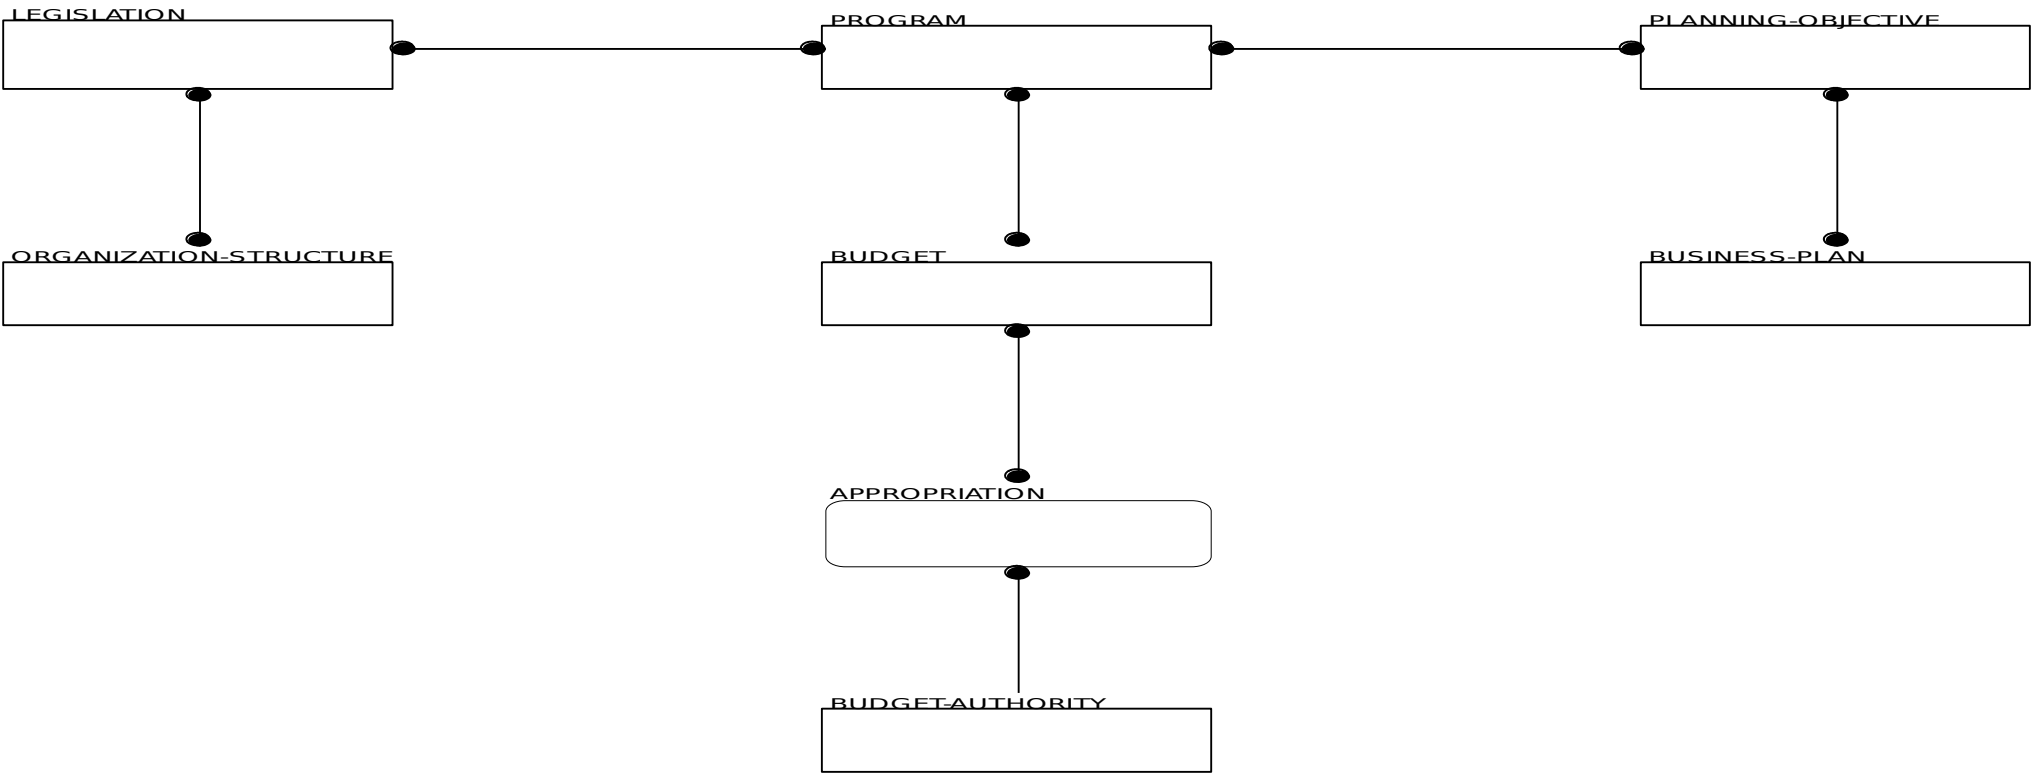 LEGISLATION
PROGRAM
PLANNING-OBJECTIVE
ORGANIZATION-STRUCTURE
BUDGET
BUSINESS-PLAN
APPROPRIATION
BUDGET-AUTHORITY